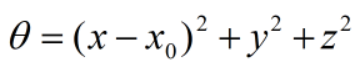 θ = (x − x₀)² + y² + z²